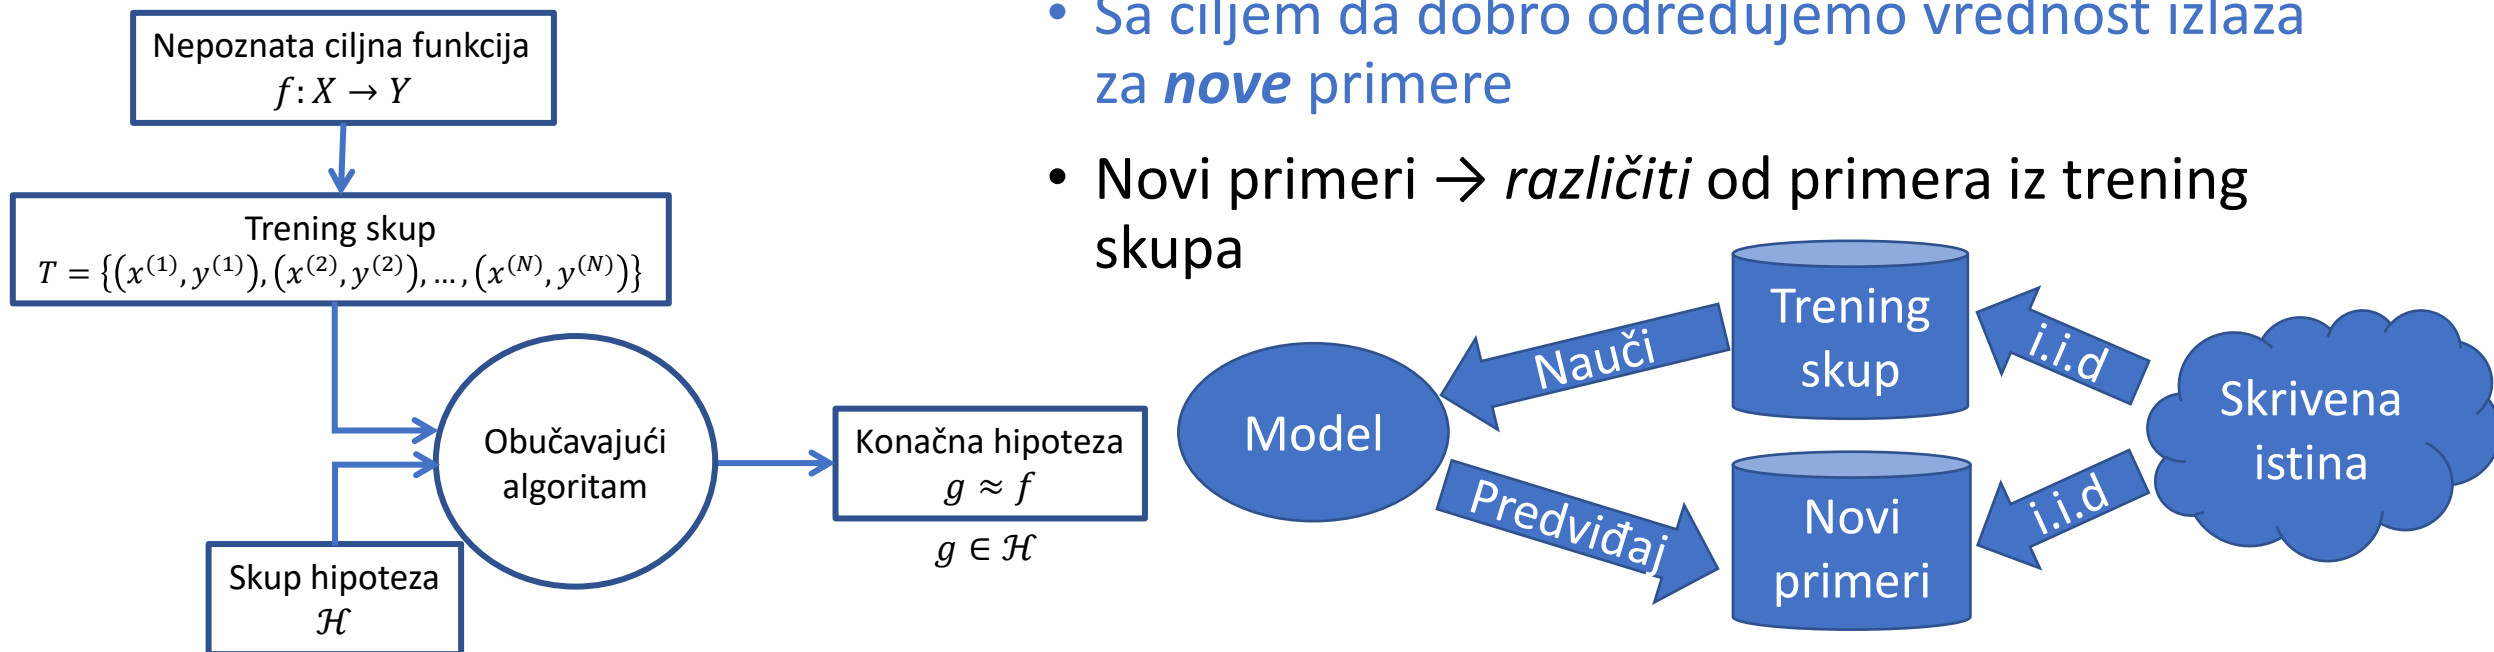 Nepoznata ciljna funkcija
f: X → Y
Trening skup
T = {(x^(1), y^(1)), (x^(2), y^(2)), … , (x^(N), y^(N))}
Obučavajući
algoritam
Skup hipoteza
ℋ
Konačna hipoteza
g ≈ f
g ∈ ℋ
• Sa ciljem da dobro određujemo vrednost izlaza
za nove primere
• Novi primeri → različiti od primera iz trening
skupa
Model
Nauči
Predviđaj
Trening
skup
Novi
primeri
i.i.d
i.i.d
Skrivena
istina